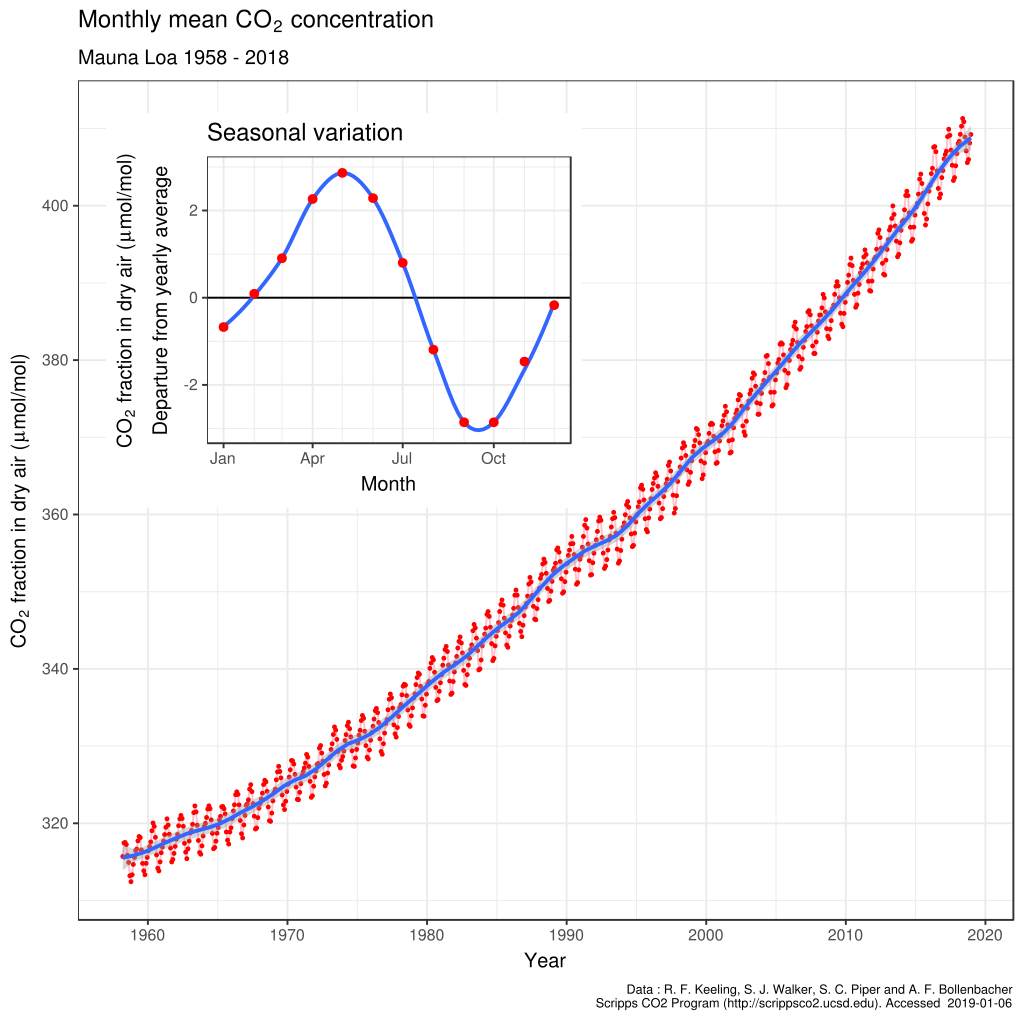 Monthly mean CO₂ concentration
Mauna Loa 1958 - 2018
CO₂ fraction in dry air (μmol/mol)
400
380
360
340
320
Seasonal variation
CO₂ fraction in dry air (μmol/mol)
Departure from yearly average
2
0
-2
Jan Apr Jul Oct
Month
1960 1970 1980 1990 2000 2010 2020
Year
Data : R. F. Keeling, S. J. Walker, S. C. Piper and A. F. Bollenbacher
Scripps CO2 Program (http://scrippsco2.ucsd.edu). Accessed 2019-01-06